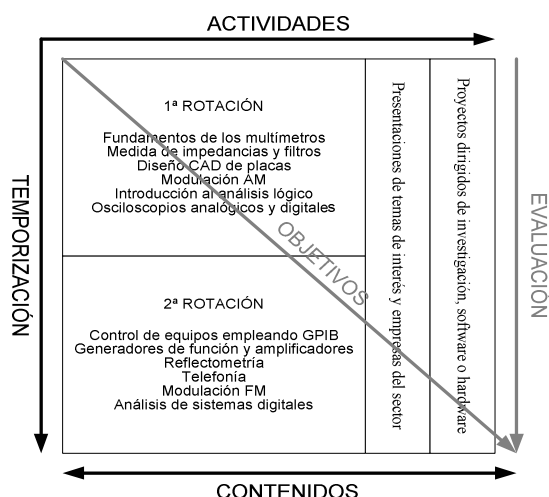 ACTIVIDADES
TEMPORIZACIÓN
1ª ROTACIÓN
Fundamentos de los multímetros
Medida de impedancias y filtros
Diseño CAD de placas
Modulación AM
Introducción al análisis lógico
Osciloscopios analógicos y digitales
2ª ROTACIÓN
Control de equipos empleando GPIB
Generadores de función y amplificadores
Reflectometría
Telefonía
Modulación FM
Análisis de sistemas digitales
OBJETIVOS
Presentaciones de temas de interés y empresas del sector
Proyectos dirigidos de investigación, software o hardware
EVALUACIÓN
CONTENIDOS